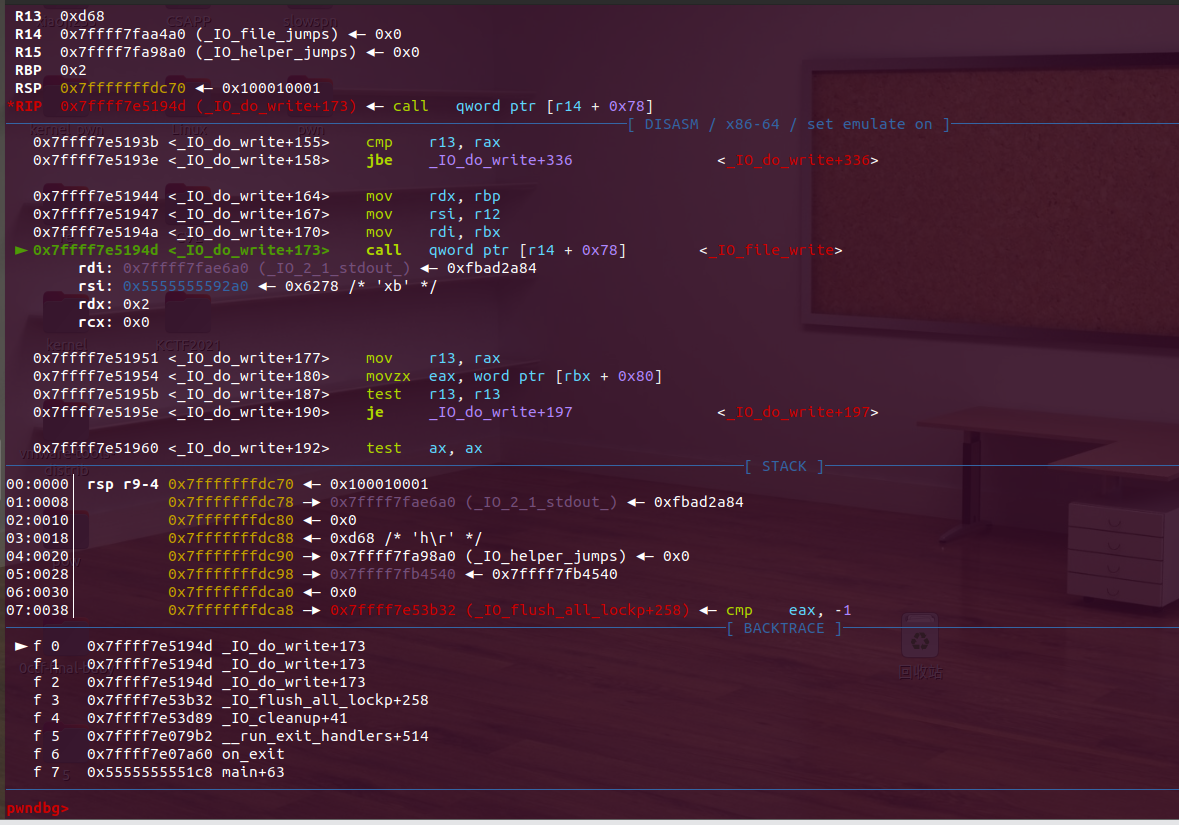 R13  0xd68
R14  0x7ffff7faa4a0 (_IO_file_jumps) ◂— 0x0
R15  0x7ffff7fa98a0 (_IO_helper_jumps) ◂— 0x0
RBP  0x2
RSP  0x7fffffffdc70 ◂— 0x100010001
*RIP  0x7ffff7e5194d (_IO_do_write+173) ◂— call   qword ptr [r14 + 0x78]
[ DISASM / x86-64 / set emulate on ]
0x7ffff7e5193b <_IO_do_write+155>    cmp    r13, rax
0x7ffff7e5193e <_IO_do_write+158>    jbe    _IO_do_write+336                <_IO_do_write+336>
0x7ffff7e51944 <_IO_do_write+164>    mov    rdx, rbp
0x7ffff7e51947 <_IO_do_write+167>    mov    rsi, r12
0x7ffff7e5194a <_IO_do_write+170>    mov    rdi, rbx
► 0x7ffff7e5194d <_IO_do_write+173>    call   qword ptr [r14 + 0x78]        <_IO_file_write>
rdi: 0x7ffff7fae6a0 (_IO_2_1_stdout_) ◂— 0xfbad2a84
rsi: 0x5555555592a0 ◂— 0x6278 /* 'xb' */
rdx: 0x2
rcx: 0x0
0x7ffff7e51951 <_IO_do_write+177>    mov    r13, rax
0x7ffff7e51954 <_IO_do_write+180>    movzx  eax, word ptr [rbx + 0x80]
0x7ffff7e5195b <_IO_do_write+187>    test   r13, r13
0x7ffff7e5195e <_IO_do_write+190>    je     _IO_do_write+197                <_IO_do_write+197>
0x7ffff7e51960 <_IO_do_write+192>    test   ax, ax
[ STACK ]
00:0000│ rsp r9-4 0x7fffffffdc70 ◂— 0x100010001
01:0008│          0x7fffffffdc78 —▸ 0x7ffff7fae6a0 (_IO_2_1_stdout_) ◂— 0xfbad2a84
02:0010│          0x7fffffffdc80 ◂— 0x0
03:0018│          0x7fffffffdc88 ◂— 0xd68 /* 'h\r' */
04:0020│          0x7fffffffdc90 —▸ 0x7ffff7fa98a0 (_IO_helper_jumps) ◂— 0x0
05:0028│          0x7fffffffdc98 —▸ 0x7ffff7fb4540 ◂— 0x7ffff7fb4540
06:0030│          0x7fffffffdca0 ◂— 0x0
07:0038│          0x7fffffffdca8 —▸ 0x7ffff7e53b32 (_IO_flush_all_lockp+258) ◂— cmp    eax, -1
[ BACKTRACE ]
► f 0   0x7ffff7e5194d _IO_do_write+173
f 1   0x7ffff7e5194d _IO_do_write+173
f 2   0x7ffff7e5194d _IO_do_write+173
f 3   0x7ffff7e53b32 _IO_flush_all_lockp+258
f 4   0x7ffff7e53d89 _IO_cleanup+41
f 5   0x7ffff7e079b2 __run_exit_handlers+514
f 6   0x7ffff7e07a60 on_exit
f 7   0x5555555551c8 main+63
pwndbg>
CSAPP
slowspn
kernel pwn
Linux
pwn
kernel
KCTF2021
回收站